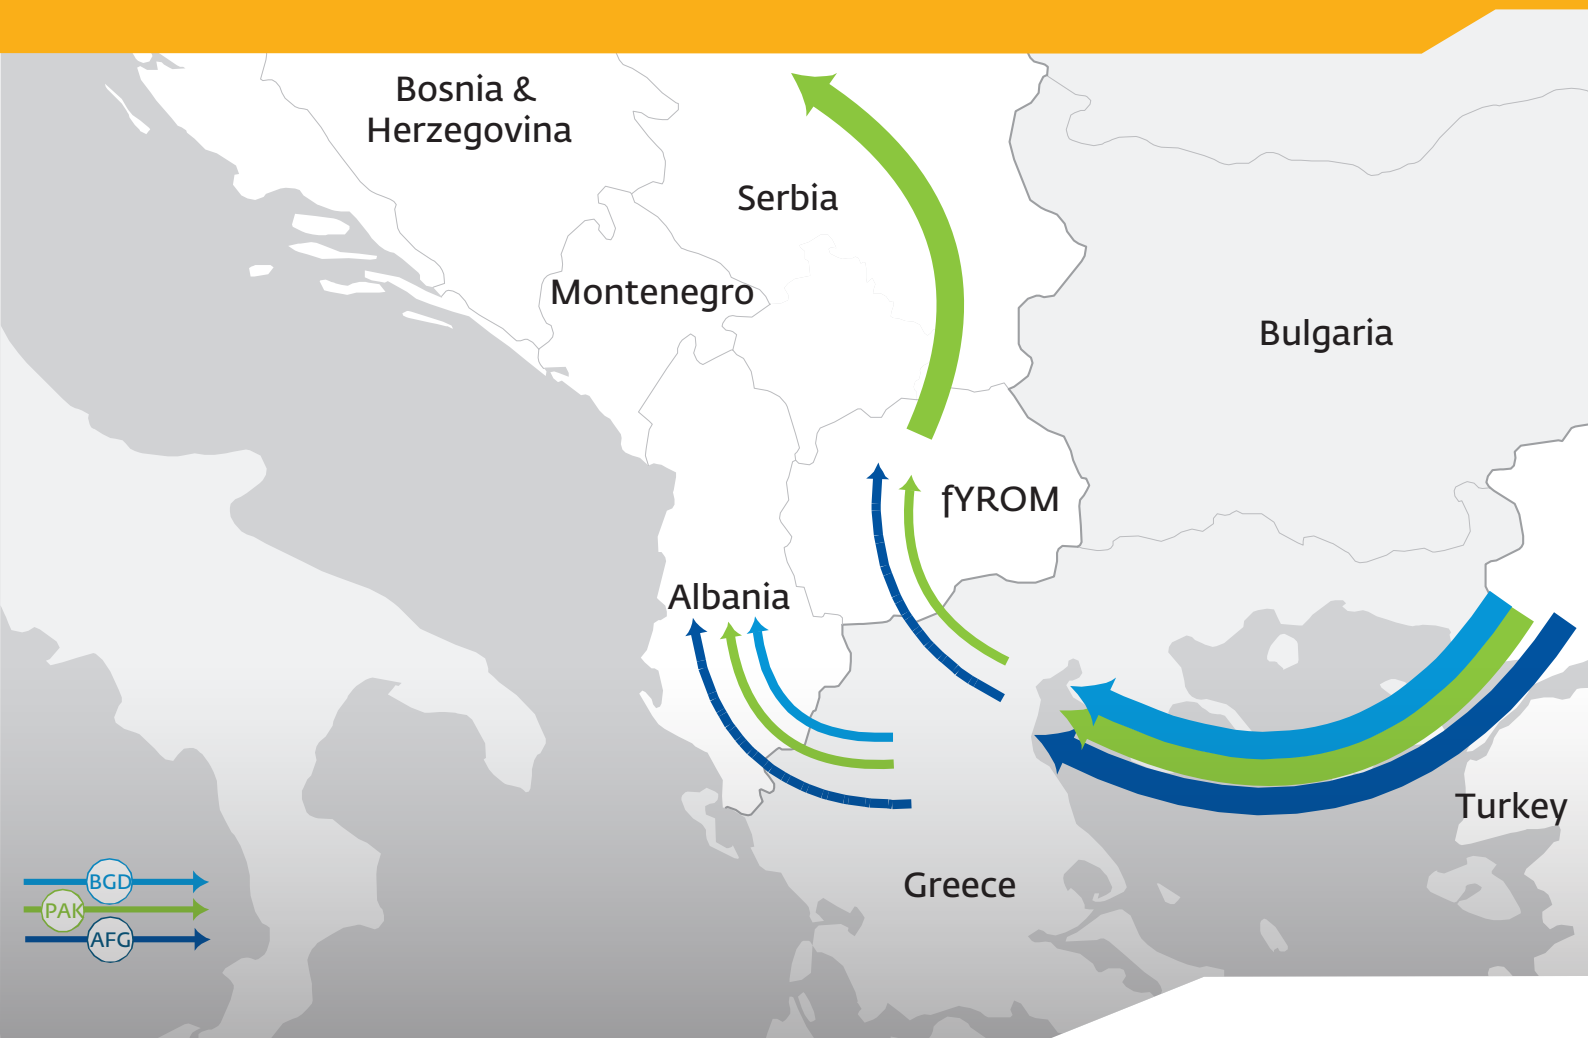 Bosnia &
Herzegovina
Serbia
Montenegro
Bulgaria
fYROM
Albania
Turkey
Greece
BGD
PAK
AFG